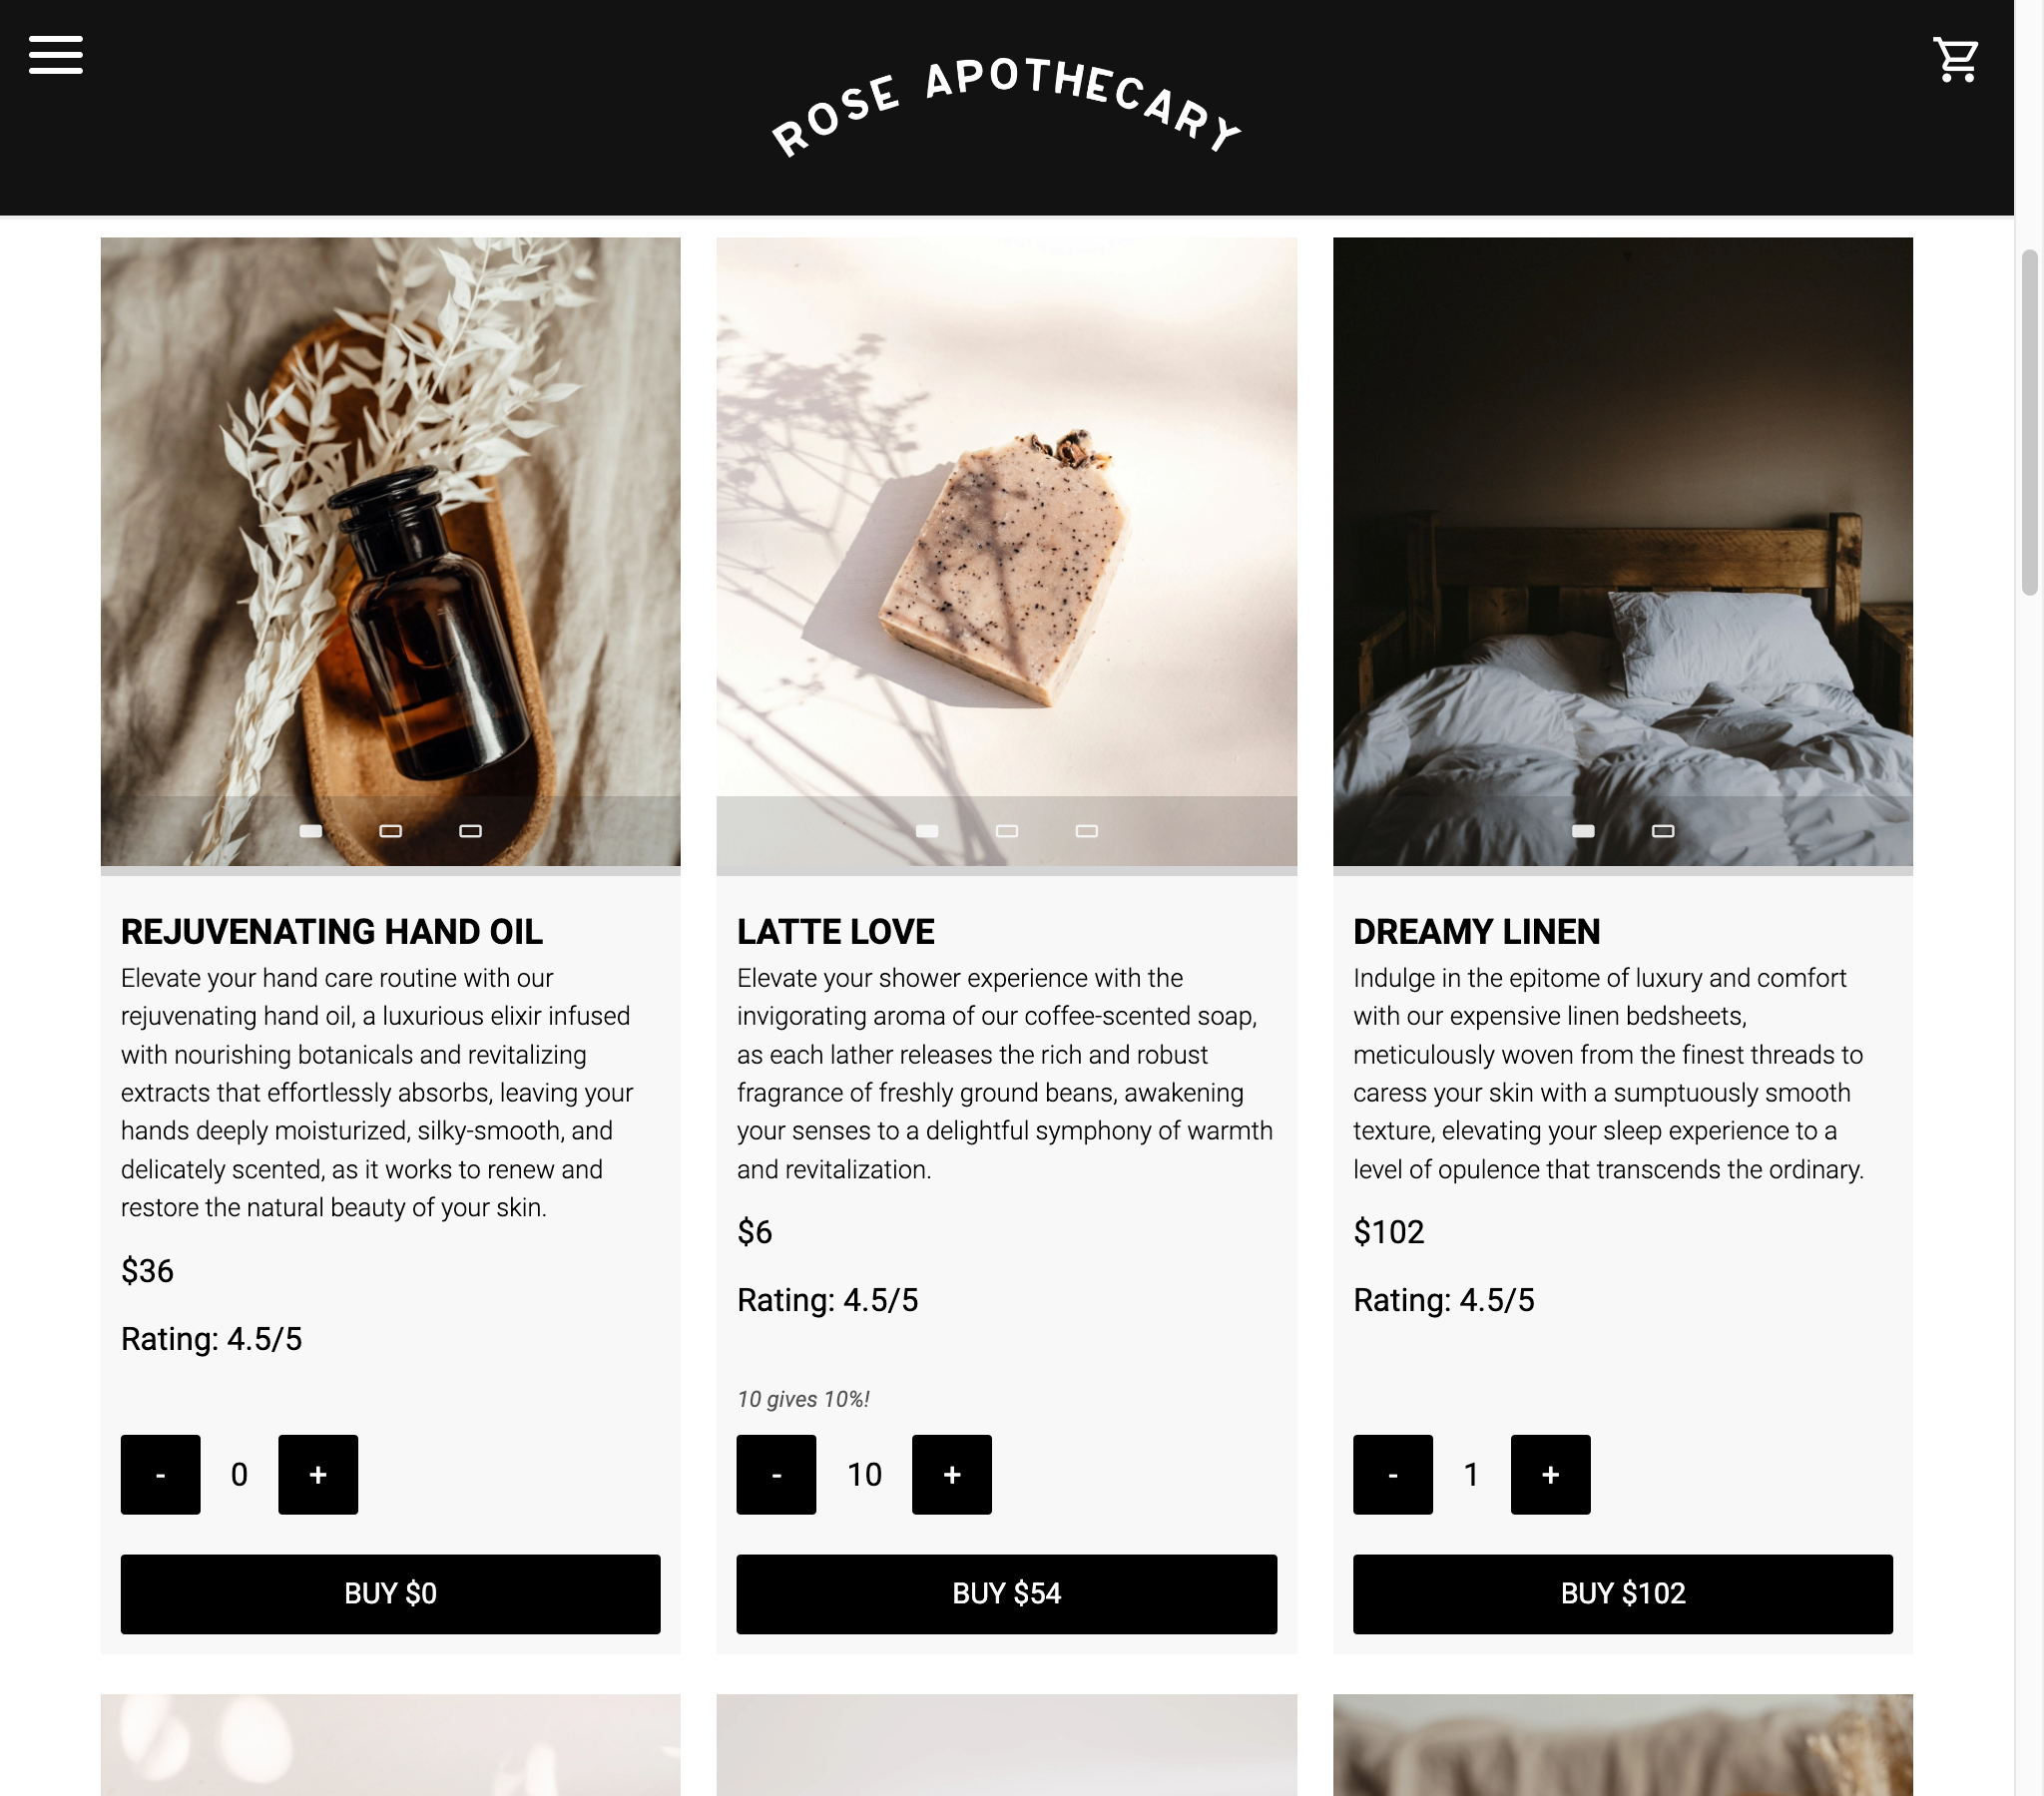 ROSE APOTHECARY
REJUVENATING HAND OIL
Elevate your hand care routine with our
rejuvenating hand oil, a luxurious elixir infused
with nourishing botanicals and revitalizing
extracts that effortlessly absorbs, leaving your
hands deeply moisturized, silky-smooth, and
delicately scented, as it works to renew and
restore the natural beauty of your skin.
$36
Rating: 4.5/5
- 0 +
BUY $0
LATTE LOVE
Elevate your shower experience with the
invigorating aroma of our coffee-scented soap,
as each lather releases the rich and robust
fragrance of freshly ground beans, awakening
your senses to a delightful symphony of warmth
and revitalization.
$6
Rating: 4.5/5
10 gives 10%!
- 10 +
BUY $54
DREAMY LINEN
Indulge in the epitome of luxury and comfort
with our expensive linen bedsheets,
meticulously woven from the finest threads to
caress your skin with a sumptuously smooth
texture, elevating your sleep experience to a
level of opulence that transcends the ordinary.
$102
Rating: 4.5/5
- 1 +
BUY $102